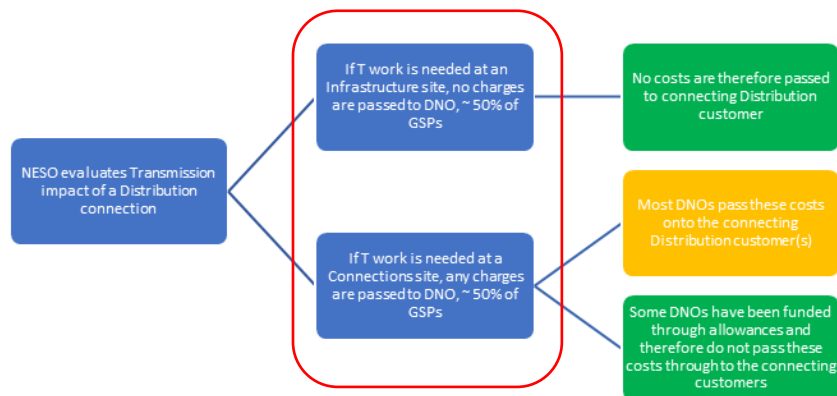 If T work is needed at an
Infrastructure site, no charges
are passed to DNO, ~ 50% of
GSPs
No costs are therefore passed
to connecting Distribution
customer
NESO evaluates Transmission
impact of a Distribution
connection
Most DNOs pass these costs
onto the connecting
Distribution customer(s)
If T work is needed at a
Connections site, any charges
are passed to DNO, ~ 50% of
GSPs
Some DNOs have been funded
through allowances and
therefore do not pass these
costs through to the connecting
customers